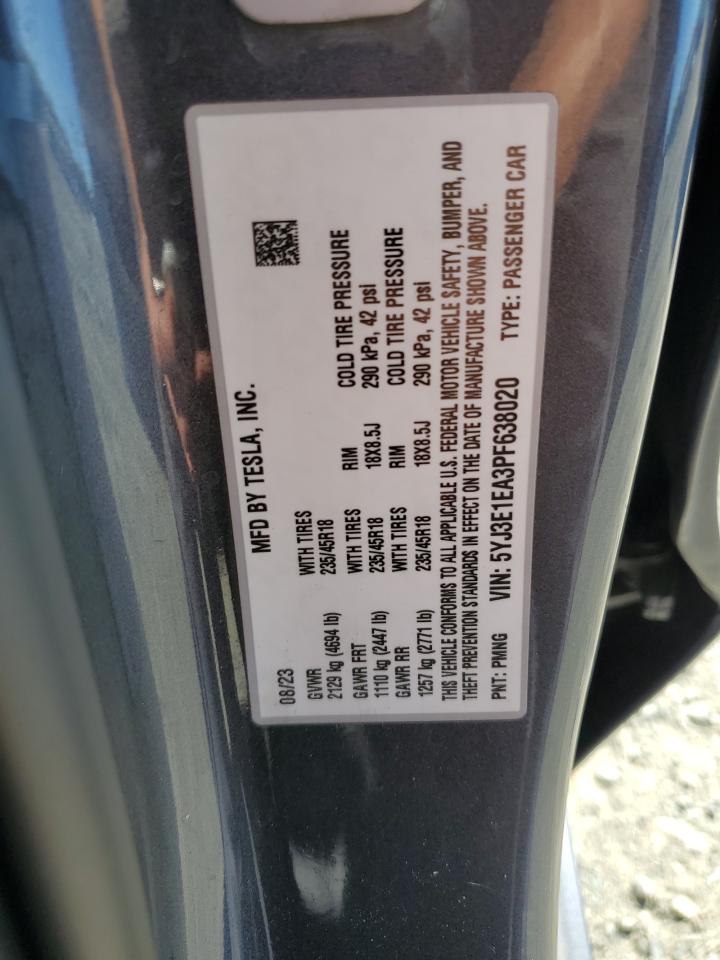 MFD BY TESLA, INC.
08/23
GVWR WITH TIRES RIM COLD TIRE PRESSURE
2129 kg (4694 lb) 235/45R18 18X8.5J 290 kPa, 42 psi
GAWR FRT WITH TIRES RIM COLD TIRE PRESSURE
1110 kg (2447 lb) 235/45R18 18X8.5J 290 kPa, 42 psi
GAWR RR
1257 kg (2771 lb)
THIS VEHICLE CONFORMS TO ALL APPLICABLE U.S. FEDERAL MOTOR VEHICLE SAFETY, BUMPER, AND
THEFT PREVENTION STANDARDS IN EFFECT ON THE DATE OF MANUFACTURE SHOWN ABOVE.
PNT: PMNG VIN: 5YJ3E1EA3PF638020 TYPE: PASSENGER CAR